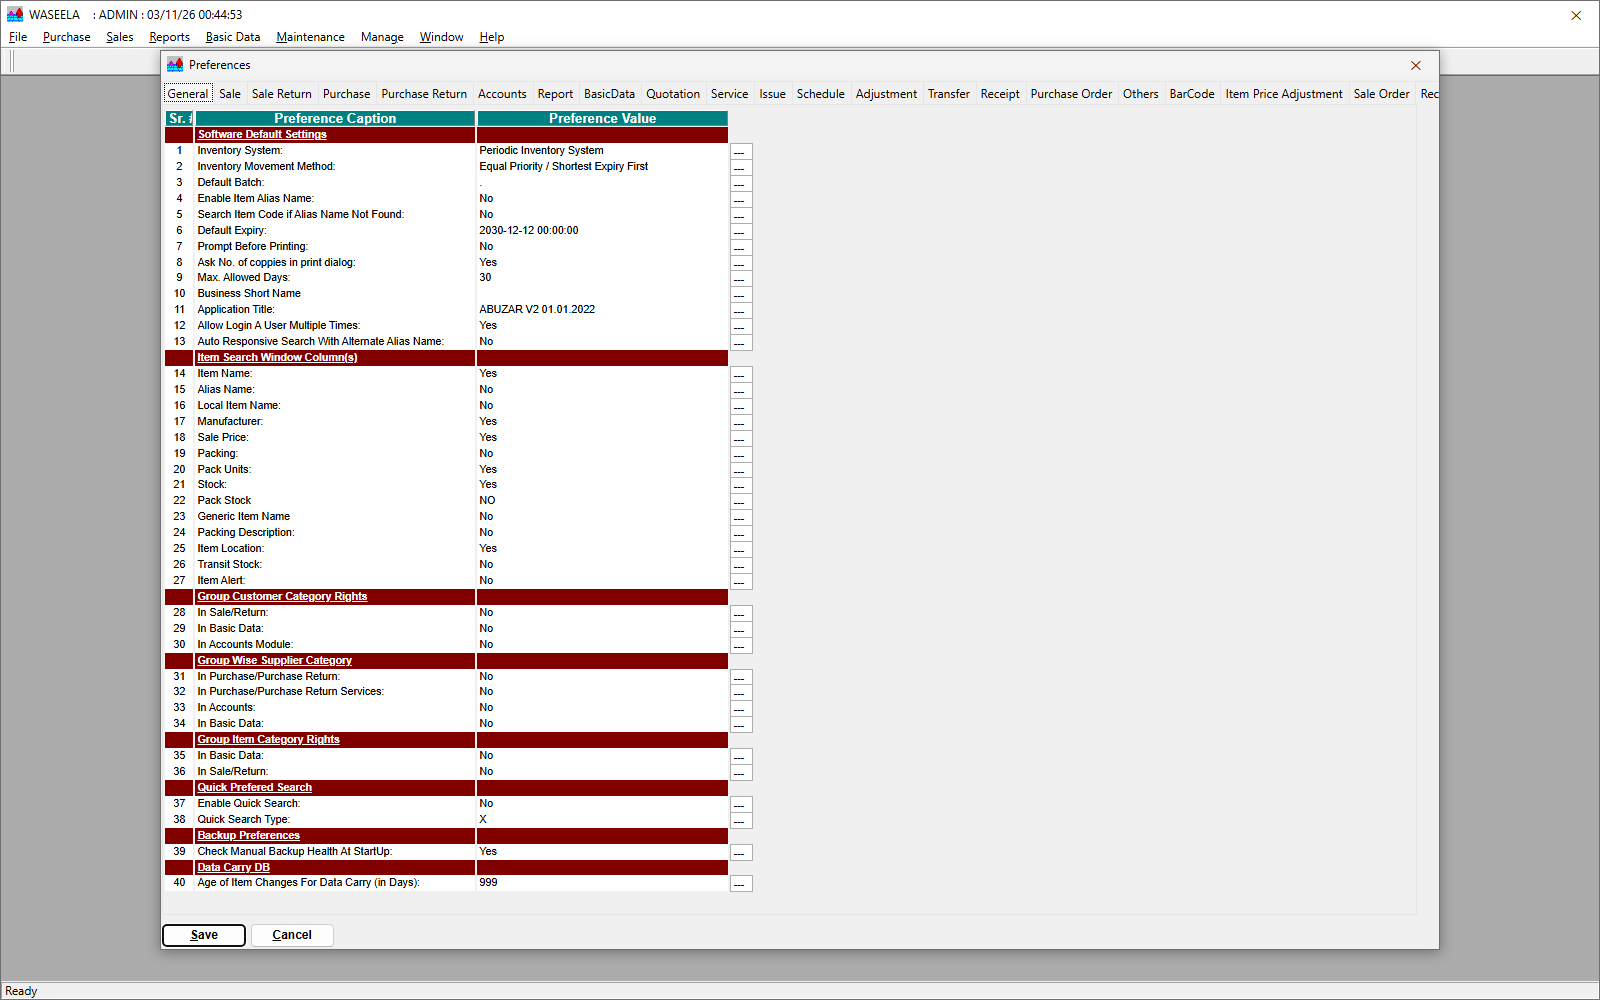 WASEELA : ADMIN : 03/11/26 00:44:53
File Purchase Sales Reports Basic Data Maintenance Manage Window Help
Preferences
General Sale Sale Return Purchase Purchase Return Accounts Report BasicData Quotation Service Issue Schedule Adjustment Transfer Receipt Purchase Order Others BarCode Item Price Adjustment Sale Order Rec
Sr. # Preference Caption Preference Value
Software Default Settings
1 Inventory System: Periodic Inventory System ...
2 Inventory Movement Method: Equal Priority / Shortest Expiry First ...
3 Default Batch: . ...
4 Enable Item Alias Name: No ...
5 Search Item Code if Alias Name Not Found: No ...
6 Default Expiry: 2030-12-12 00:00:00 ...
7 Prompt Before Printing: No ...
8 Ask No. of coppies in print dialog: Yes ...
9 Max. Allowed Days: 30 ...
10 Business Short Name ...
11 Application Title: ABUZAR V2 01.01.2022 ...
12 Allow Login A User Multiple Times: Yes ...
13 Auto Responsive Search With Alternate Alias Name: No ...
Item Search Window Column(s)
14 Item Name: Yes ...
15 Alias Name: No ...
16 Local Item Name: No ...
17 Manufacturer: Yes ...
18 Sale Price: Yes ...
19 Packing: No ...
20 Pack Units: Yes ...
21 Stock: Yes ...
22 Pack Stock NO ...
23 Generic Item Name No ...
24 Packing Description: No ...
25 Item Location: Yes ...
26 Transit Stock: No ...
27 Item Alert: No ...
Group Customer Category Rights
28 In Sale/Return: No ...
29 In Basic Data: No ...
30 In Accounts Module: No ...
Group Wise Supplier Category
31 In Purchase/Purchase Return: No ...
32 In Purchase/Purchase Return Services: No ...
33 In Accounts: No ...
34 In Basic Data: No ...
Group Item Category Rights
35 In Basic Data: No ...
36 In Sale/Return: No ...
Quick Prefered Search
37 Enable Quick Search: No ...
38 Quick Search Type: X ...
Backup Preferences
39 Check Manual Backup Health At StartUp: Yes ...
Data Carry DB
40 Age of Item Changes For Data Carry (in Days): 999 ...
Save Cancel
Ready